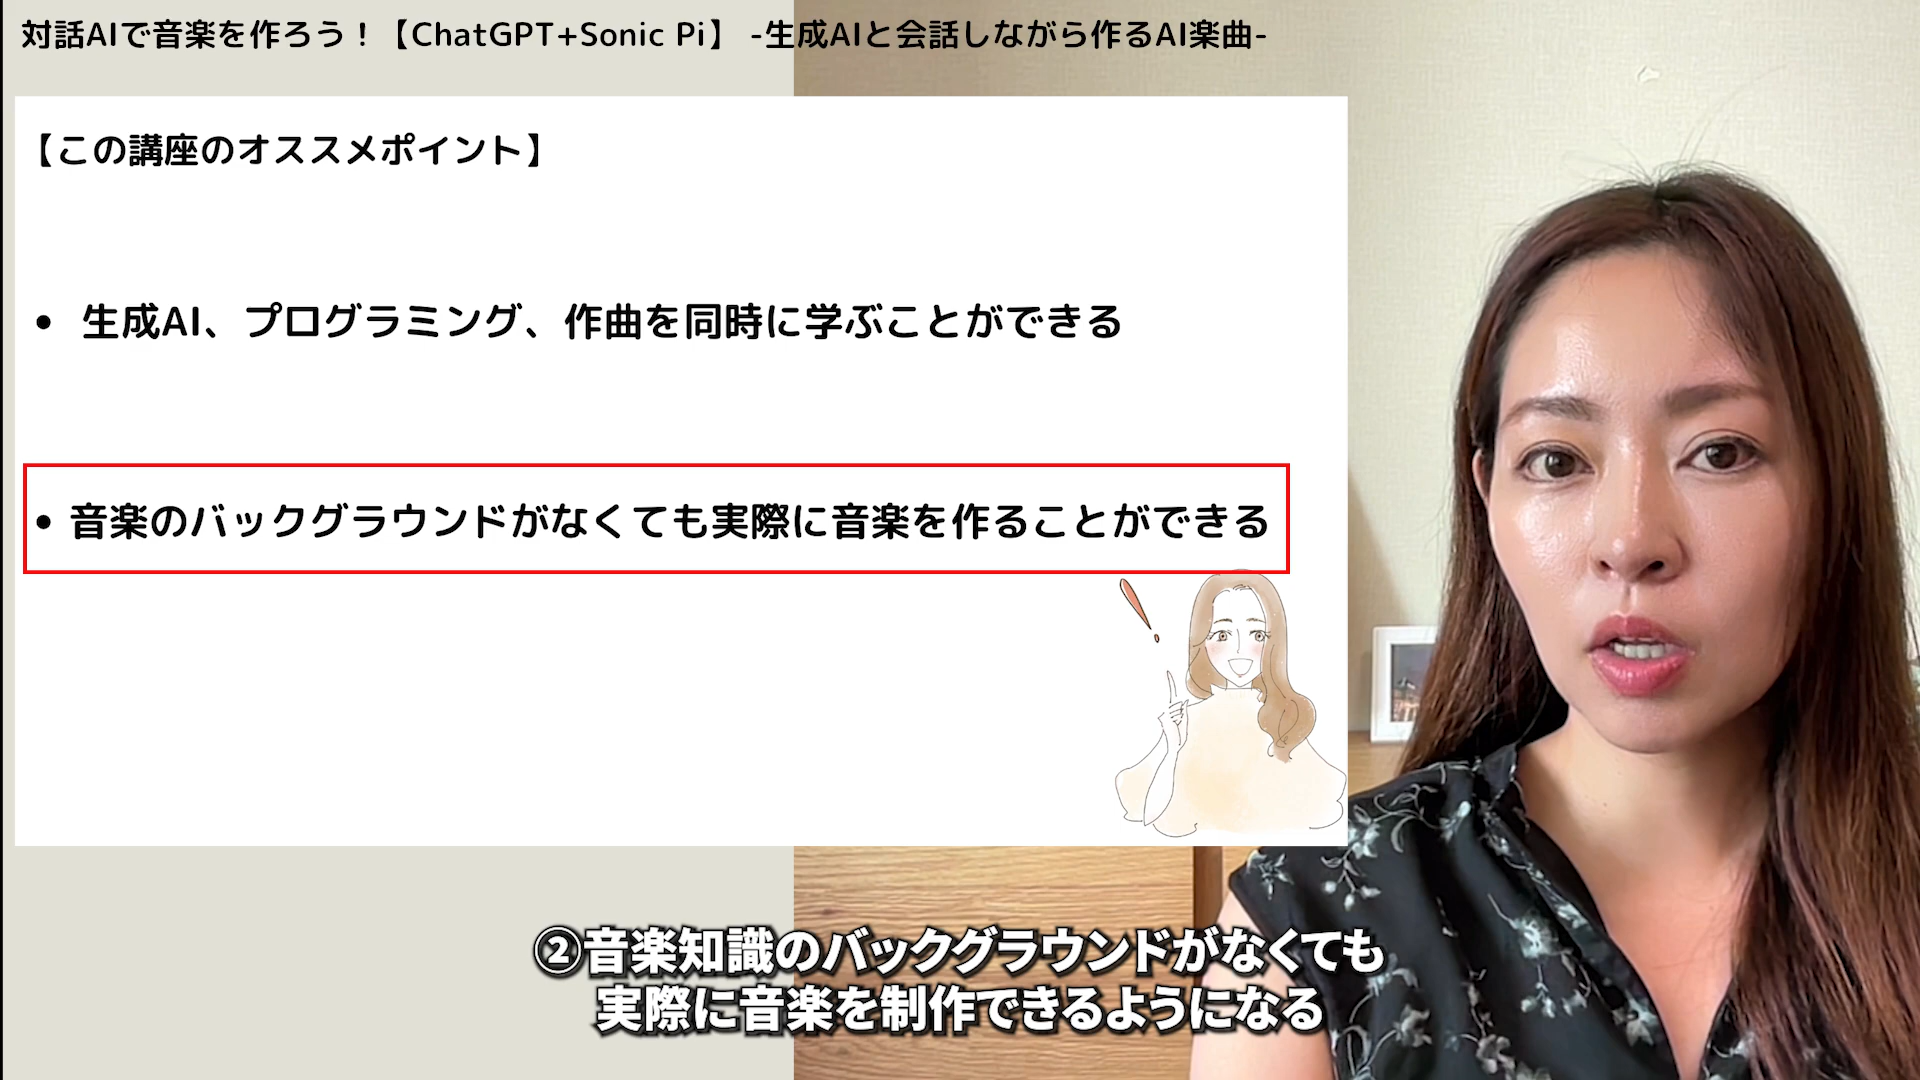 対話AIで音楽を作ろう！【ChatGPT+Sonic Pi】 -生成AIと会話しながら作るAI楽曲-
【この講座のオススメポイント】
• 生成AI、プログラミング、作曲を同時に学ぶことができる
• 音楽のバックグラウンドがなくても実際に音楽を作ることができる
②音楽知識のバックグラウンドがなくても
実際に音楽を制作できるようになる